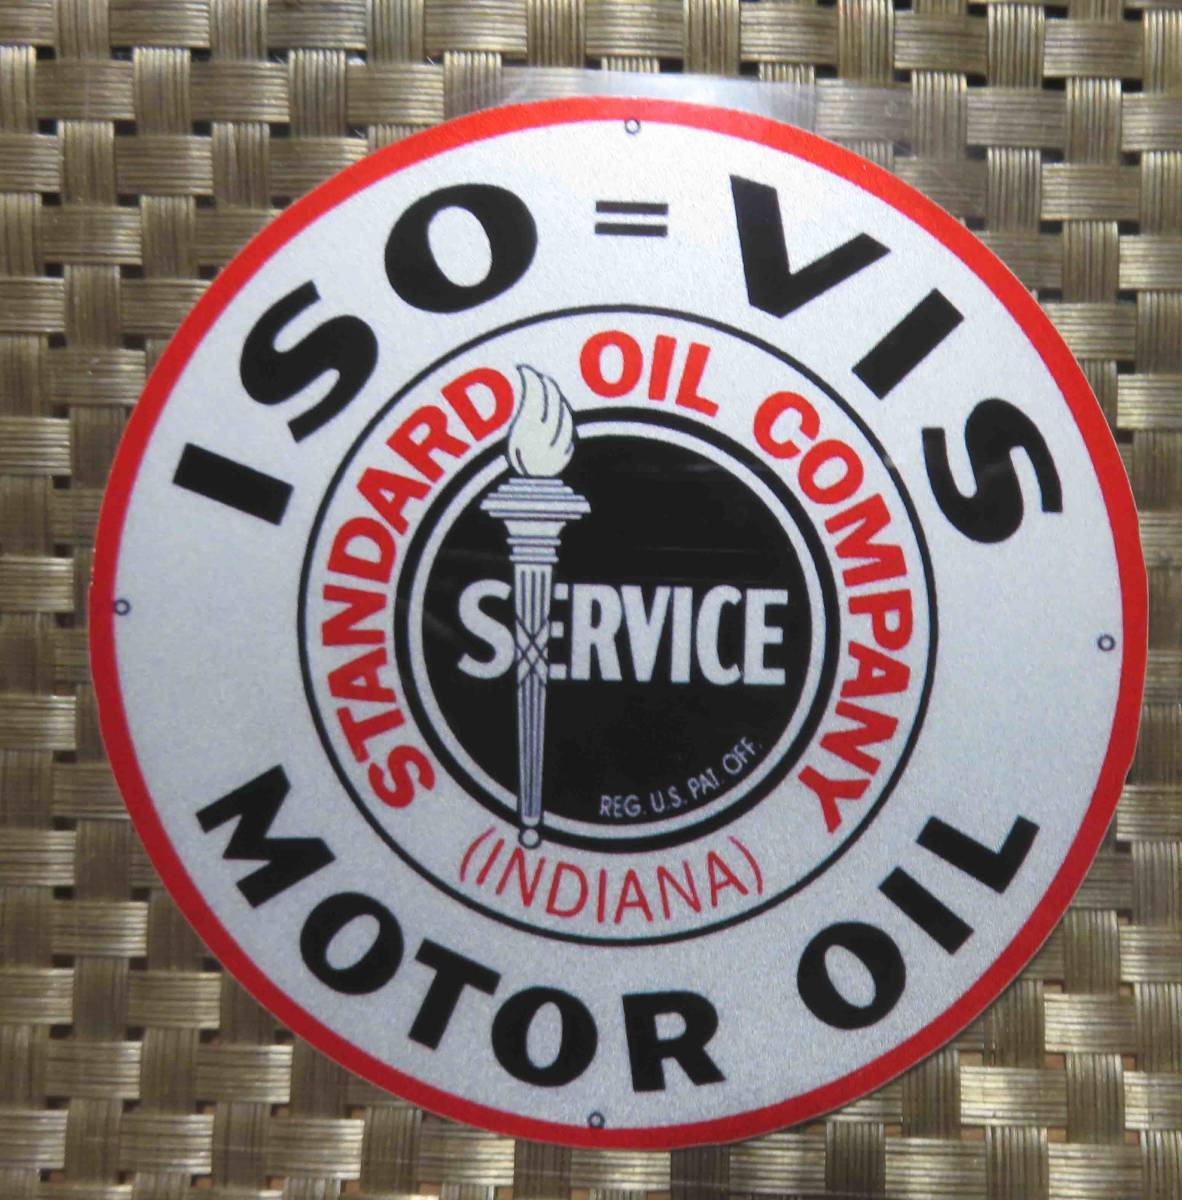 ISO=VIS
STANDARD OIL COMPANY
SERVICE
REG. U.S. PAT. OFF.
(INDIANA)
MOTOR OIL